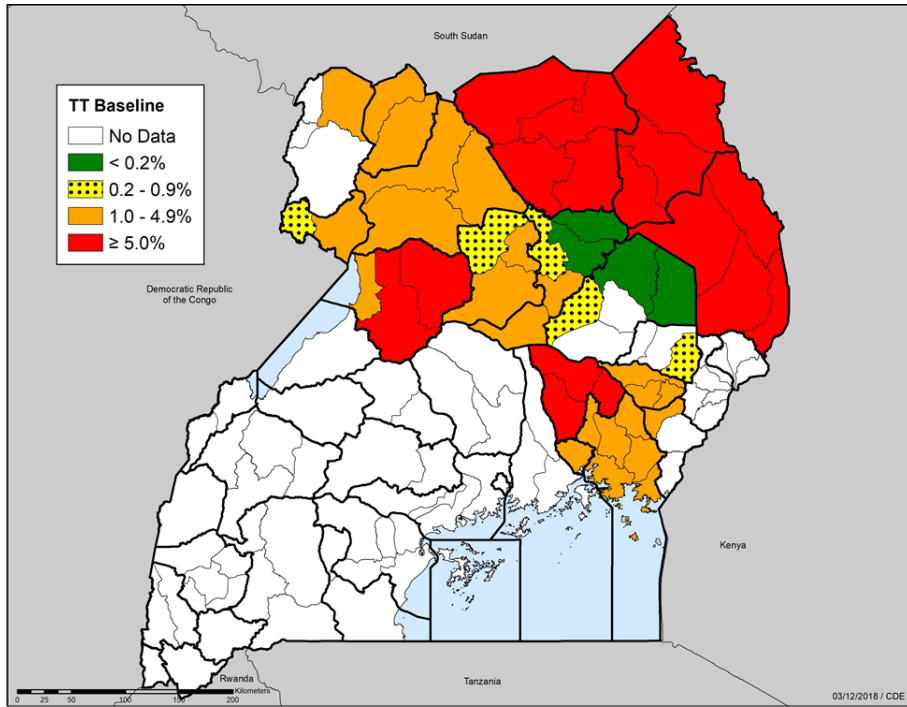 South Sudan
TT Baseline
No Data
< 0.2%
0.2 - 0.9%
1.0 - 4.9%
≥ 5.0%
Democratic Republic
of the Congo
Kenya
Rwanda
Tanzania
Kilometers
0 25 50 100 150 200
03/12/2018 / CDE